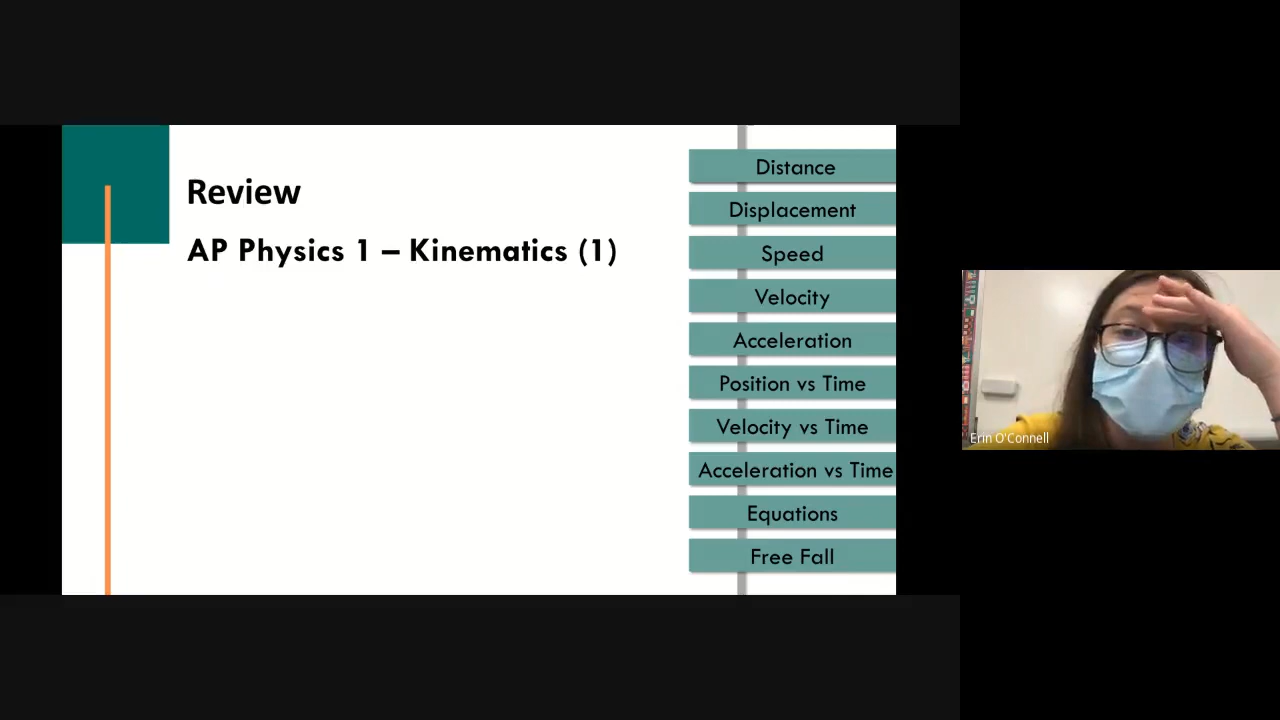 Review
AP Physics 1 – Kinematics (1)
Distance
Displacement
Speed
Velocity
Acceleration
Position vs Time
Velocity vs Time
Acceleration vs Time
Equations
Free Fall
Erin O'Connell